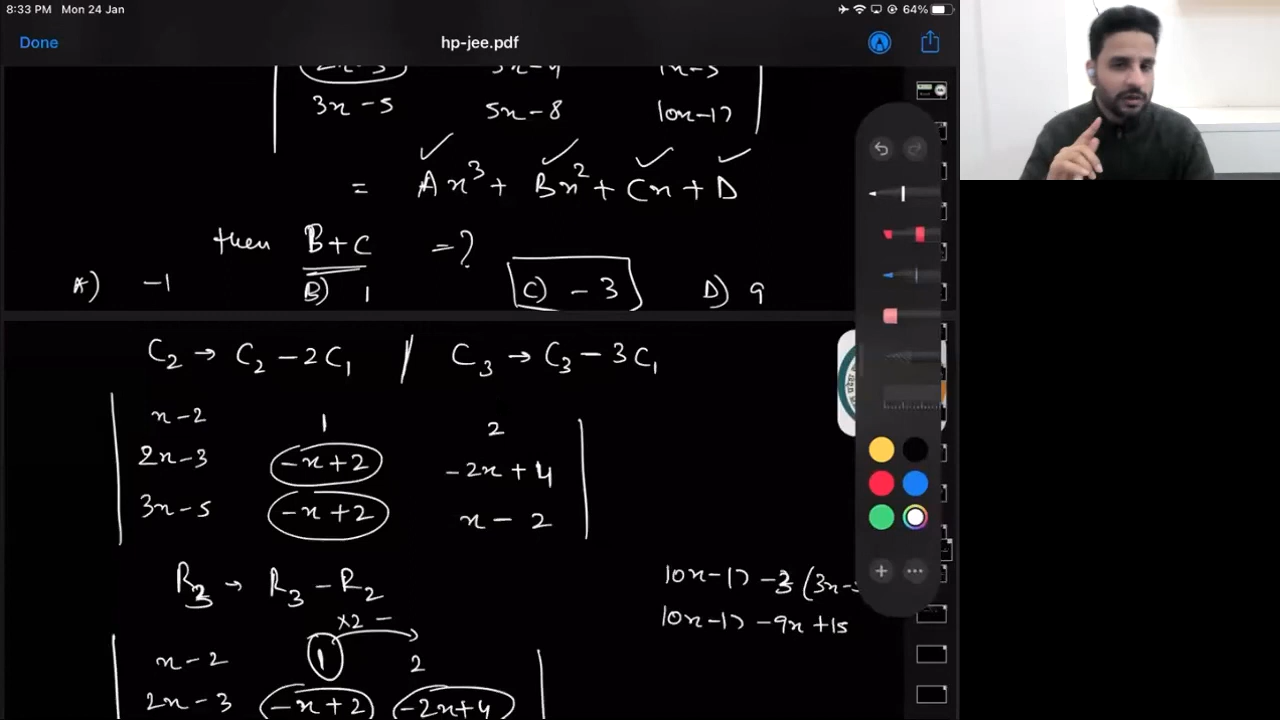 8:33 PM Mon 24 Jan 64%
Done hp-jee.pdf
3x - 5 5x - 8 10x - 17
= Ax³ + Bx² + Cx + D
then B + C = ?
A) -1 B) 1 C) -3 D) 9
C₂ → C₂ - 2C₁ / C₃ → C₃ - 3C₁
x - 2 1 2
2x - 3 -x + 2 -2x + 4
3x - 5 -x + 2 x - 2
R₃ → R₃ - R₂
10x - 17 - 3 (3x -
10x - 17 - 9x + 15
×2 -
x - 2 1 2
2x - 3 -x + 2 -2x + 4